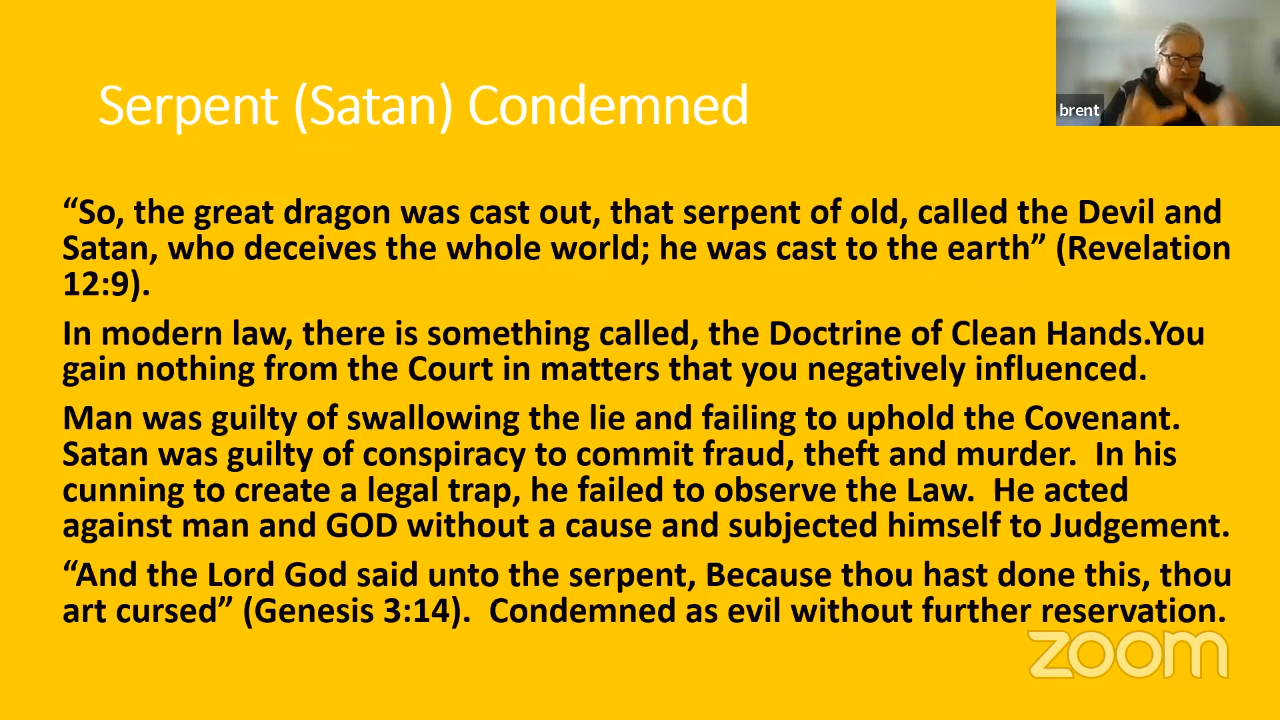 brent
Serpent (Satan) Condemned
“So, the great dragon was cast out, that serpent of old, called the Devil and
Satan, who deceives the whole world; he was cast to the earth” (Revelation
12:9).
In modern law, there is something called, the Doctrine of Clean Hands.You
gain nothing from the Court in matters that you negatively influenced.
Man was guilty of swallowing the lie and failing to uphold the Covenant.
Satan was guilty of conspiracy to commit fraud, theft and murder.  In his
cunning to create a legal trap, he failed to observe the Law.  He acted
against man and GOD without a cause and subjected himself to Judgement.
“And the Lord God said unto the serpent, Because thou hast done this, thou
art cursed” (Genesis 3:14).  Condemned as evil without further reservation.
zoom